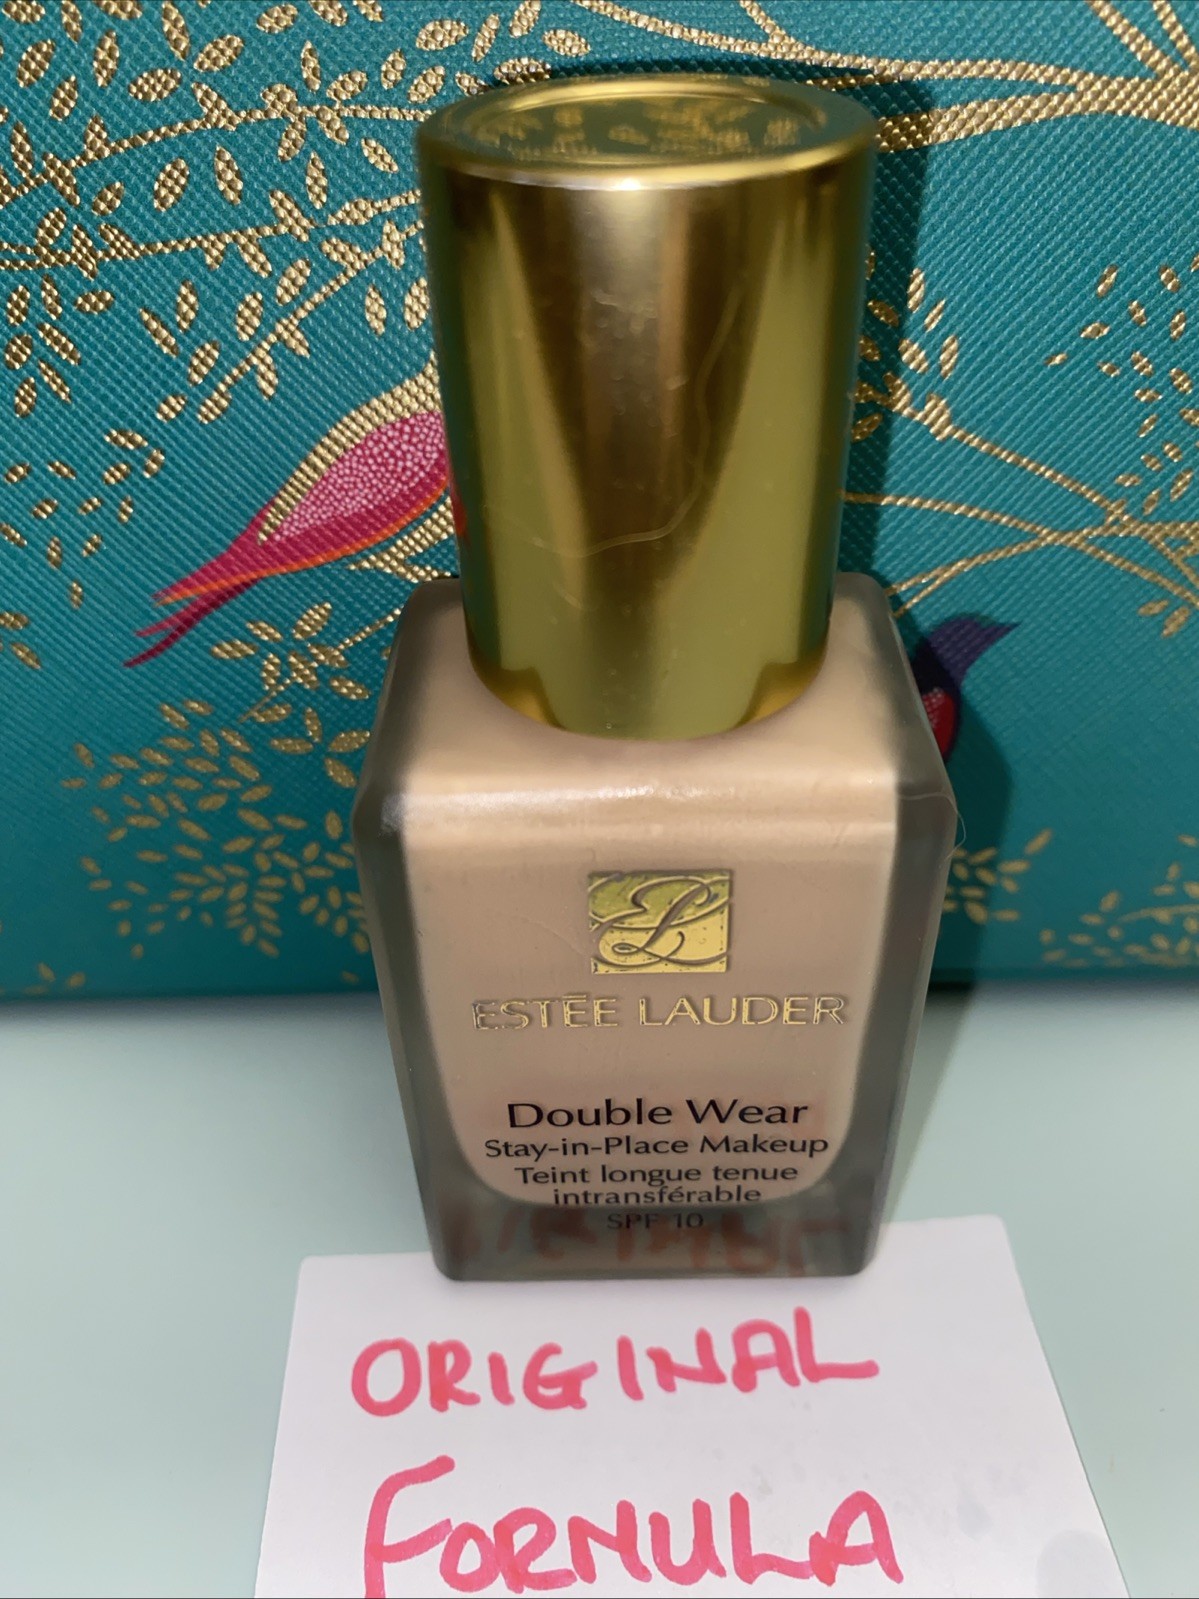 ESTĒE LAUDER
Double Wear
Stay-in-Place Makeup
Teint longue tenue
intransférable
SPF 10
ORIGINAL
FORMULA